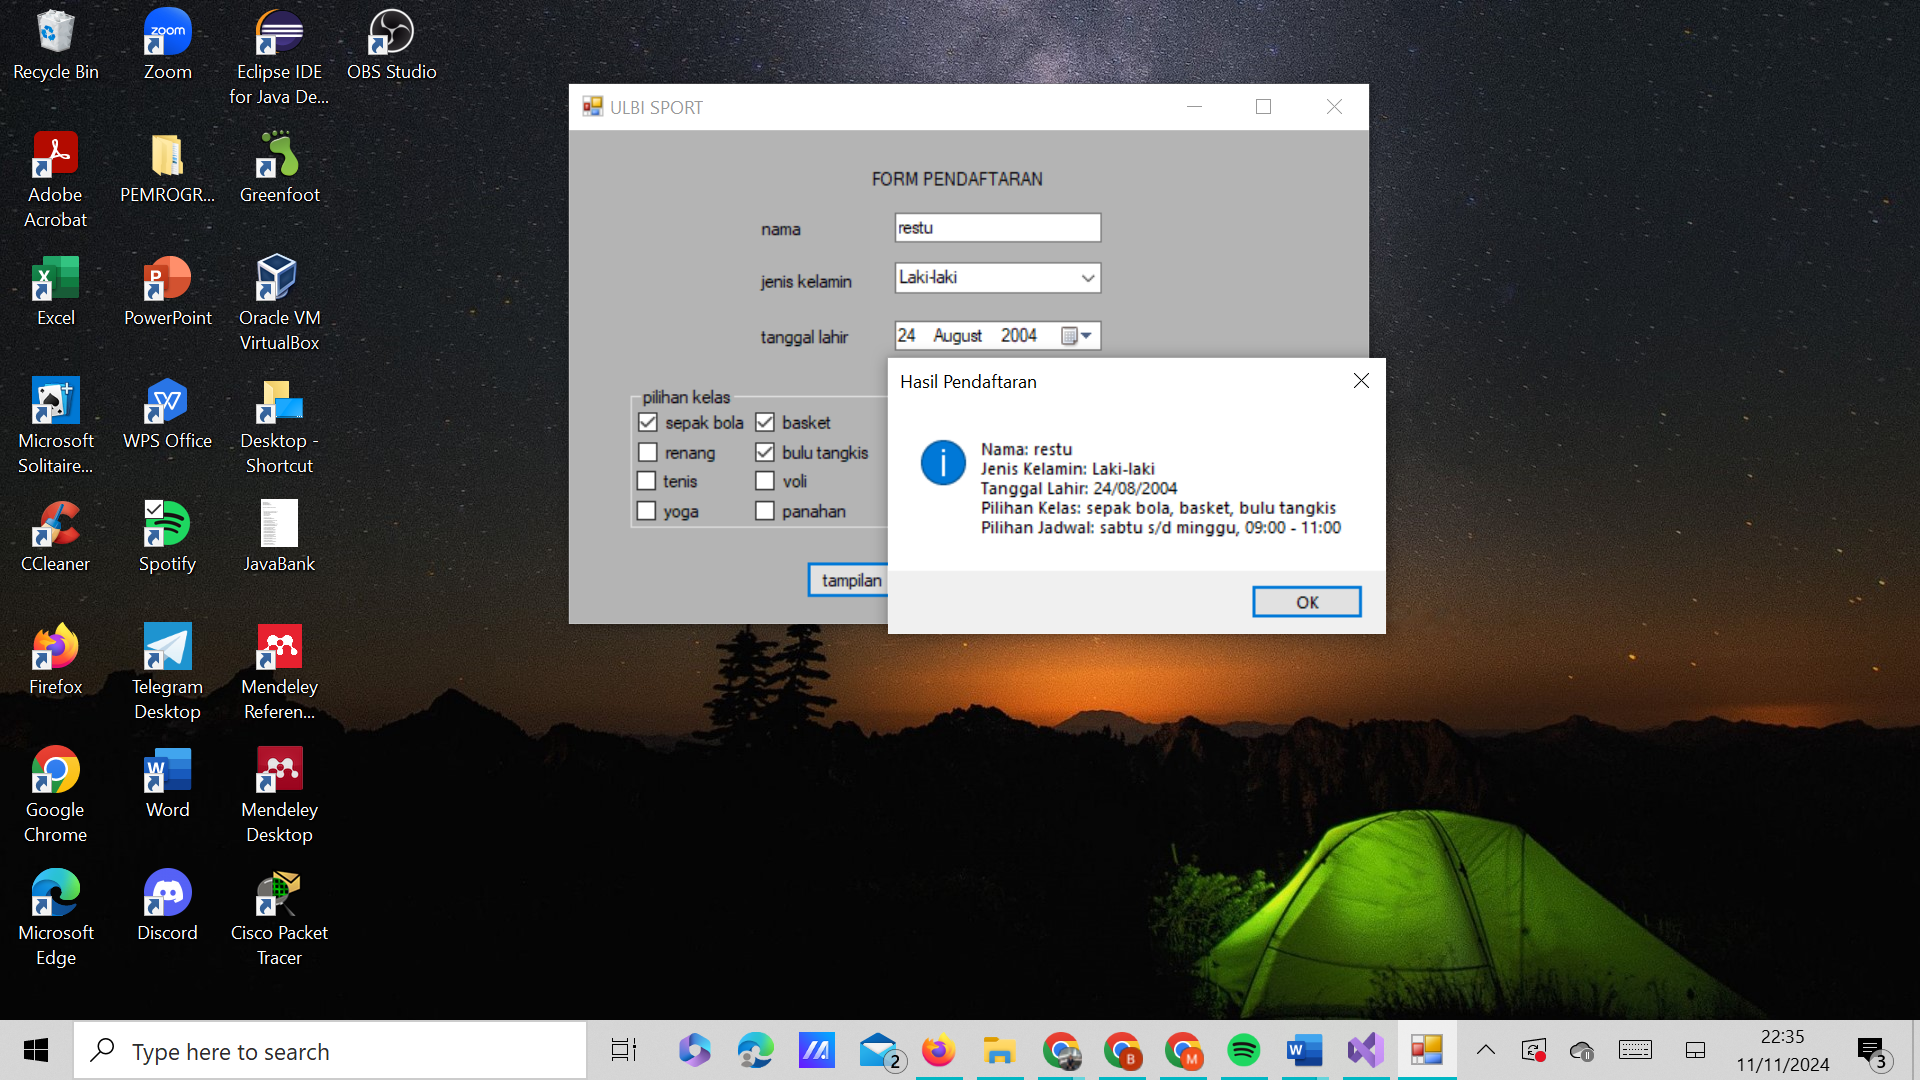 Recycle Bin
Zoom
Eclipse IDE
for Java De...
OBS Studio
Adobe
Acrobat
PEMROGR...
Greenfoot
Excel
PowerPoint
Oracle VM
VirtualBox
Microsoft
Solitaire...
WPS Office
Desktop -
Shortcut
CCleaner
Spotify
JavaBank
Firefox
Telegram
Desktop
Mendeley
Referen...
Google
Chrome
Word
Mendeley
Desktop
Microsoft
Edge
Discord
Cisco Packet
Tracer
zoom
ULBI SPORT
FORM PENDAFTARAN
nama
restu
jenis kelamin
Laki-laki
tanggal lahir
24 August 2004
pilihan kelas
sepak bola
basket
renang
bulu tangkis
tenis
voli
yoga
panahan
tampilan
Hasil Pendaftaran
Nama: restu
Jenis Kelamin: Laki-laki
Tanggal Lahir: 24/08/2004
Pilihan Kelas: sepak bola, basket, bulu tangkis
Pilihan Jadwal: sabtu s/d minggu, 09:00 - 11:00
OK
Type here to search
2
B
M
22:35
11/11/2024
3